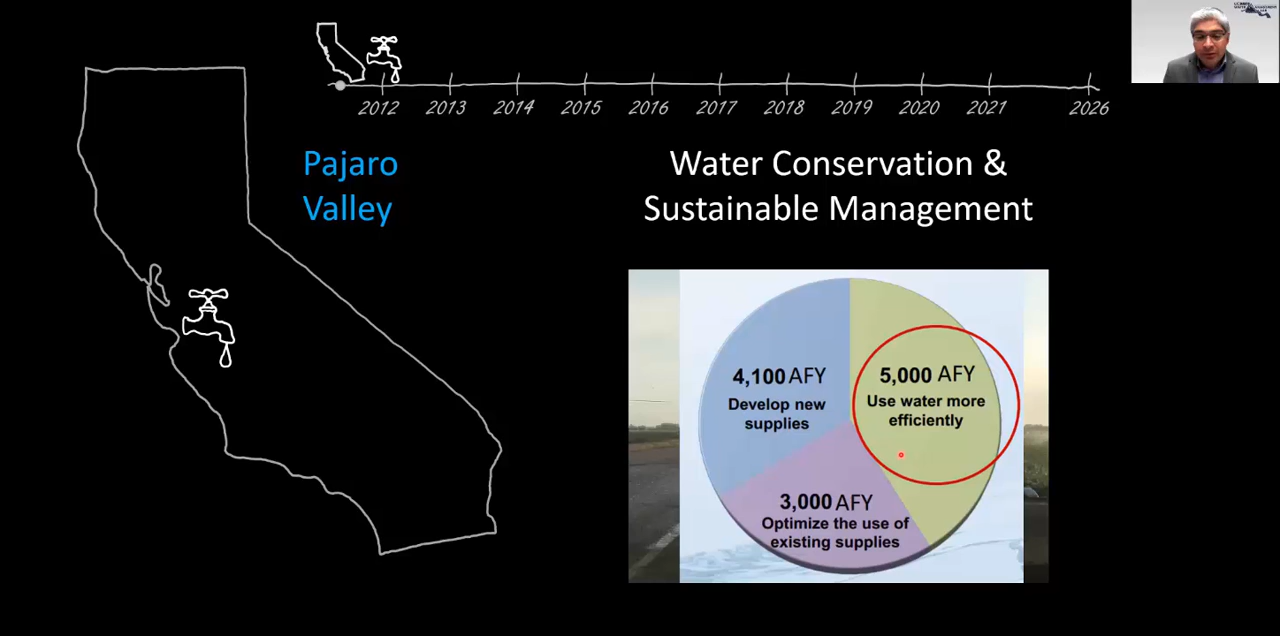 2012 2013 2014 2015 2016 2017 2018 2019 2020 2021 2026
Pajaro
Valley
Water Conservation &
Sustainable Management
4,100 AFY
Develop new
supplies
5,000 AFY
Use water more
efficiently
3,000 AFY
Optimize the use of
existing supplies